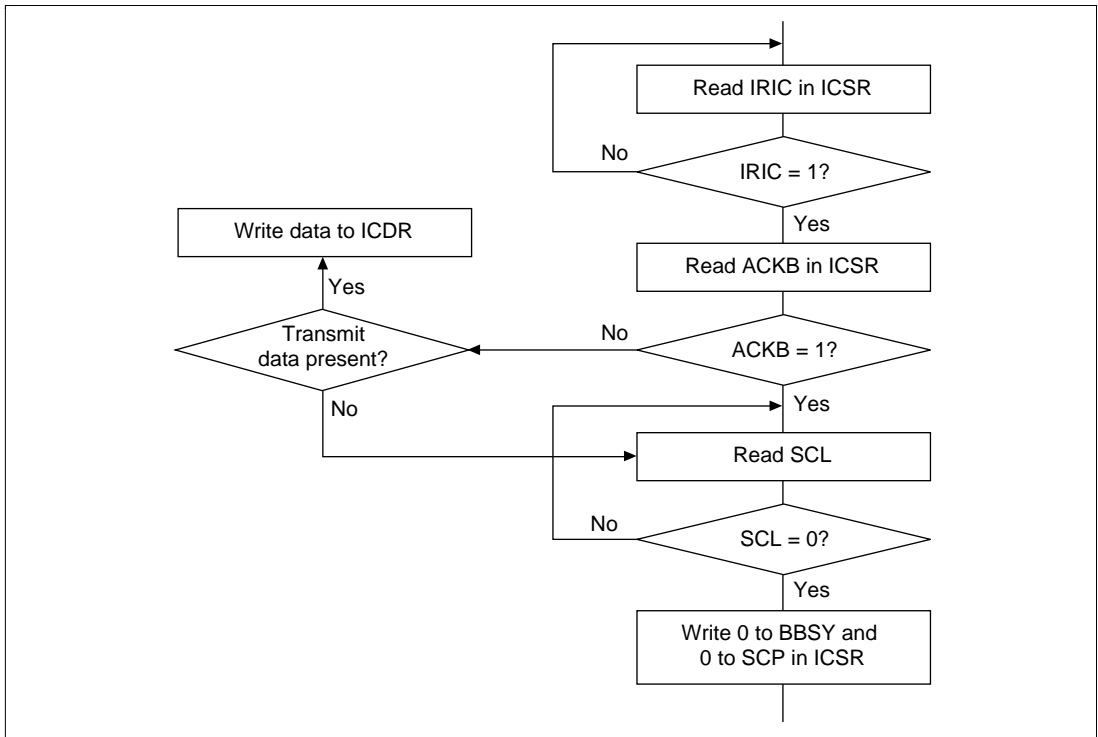 Read IRIC in ICSR
No
IRIC = 1?
Yes
Write data to ICDR
Read ACKB in ICSR
Yes
No
Transmit
data present?
ACKB = 1?
Yes
No
Read SCL
No
SCL = 0?
Yes
Write 0 to BBSY and
0 to SCP in ICSR